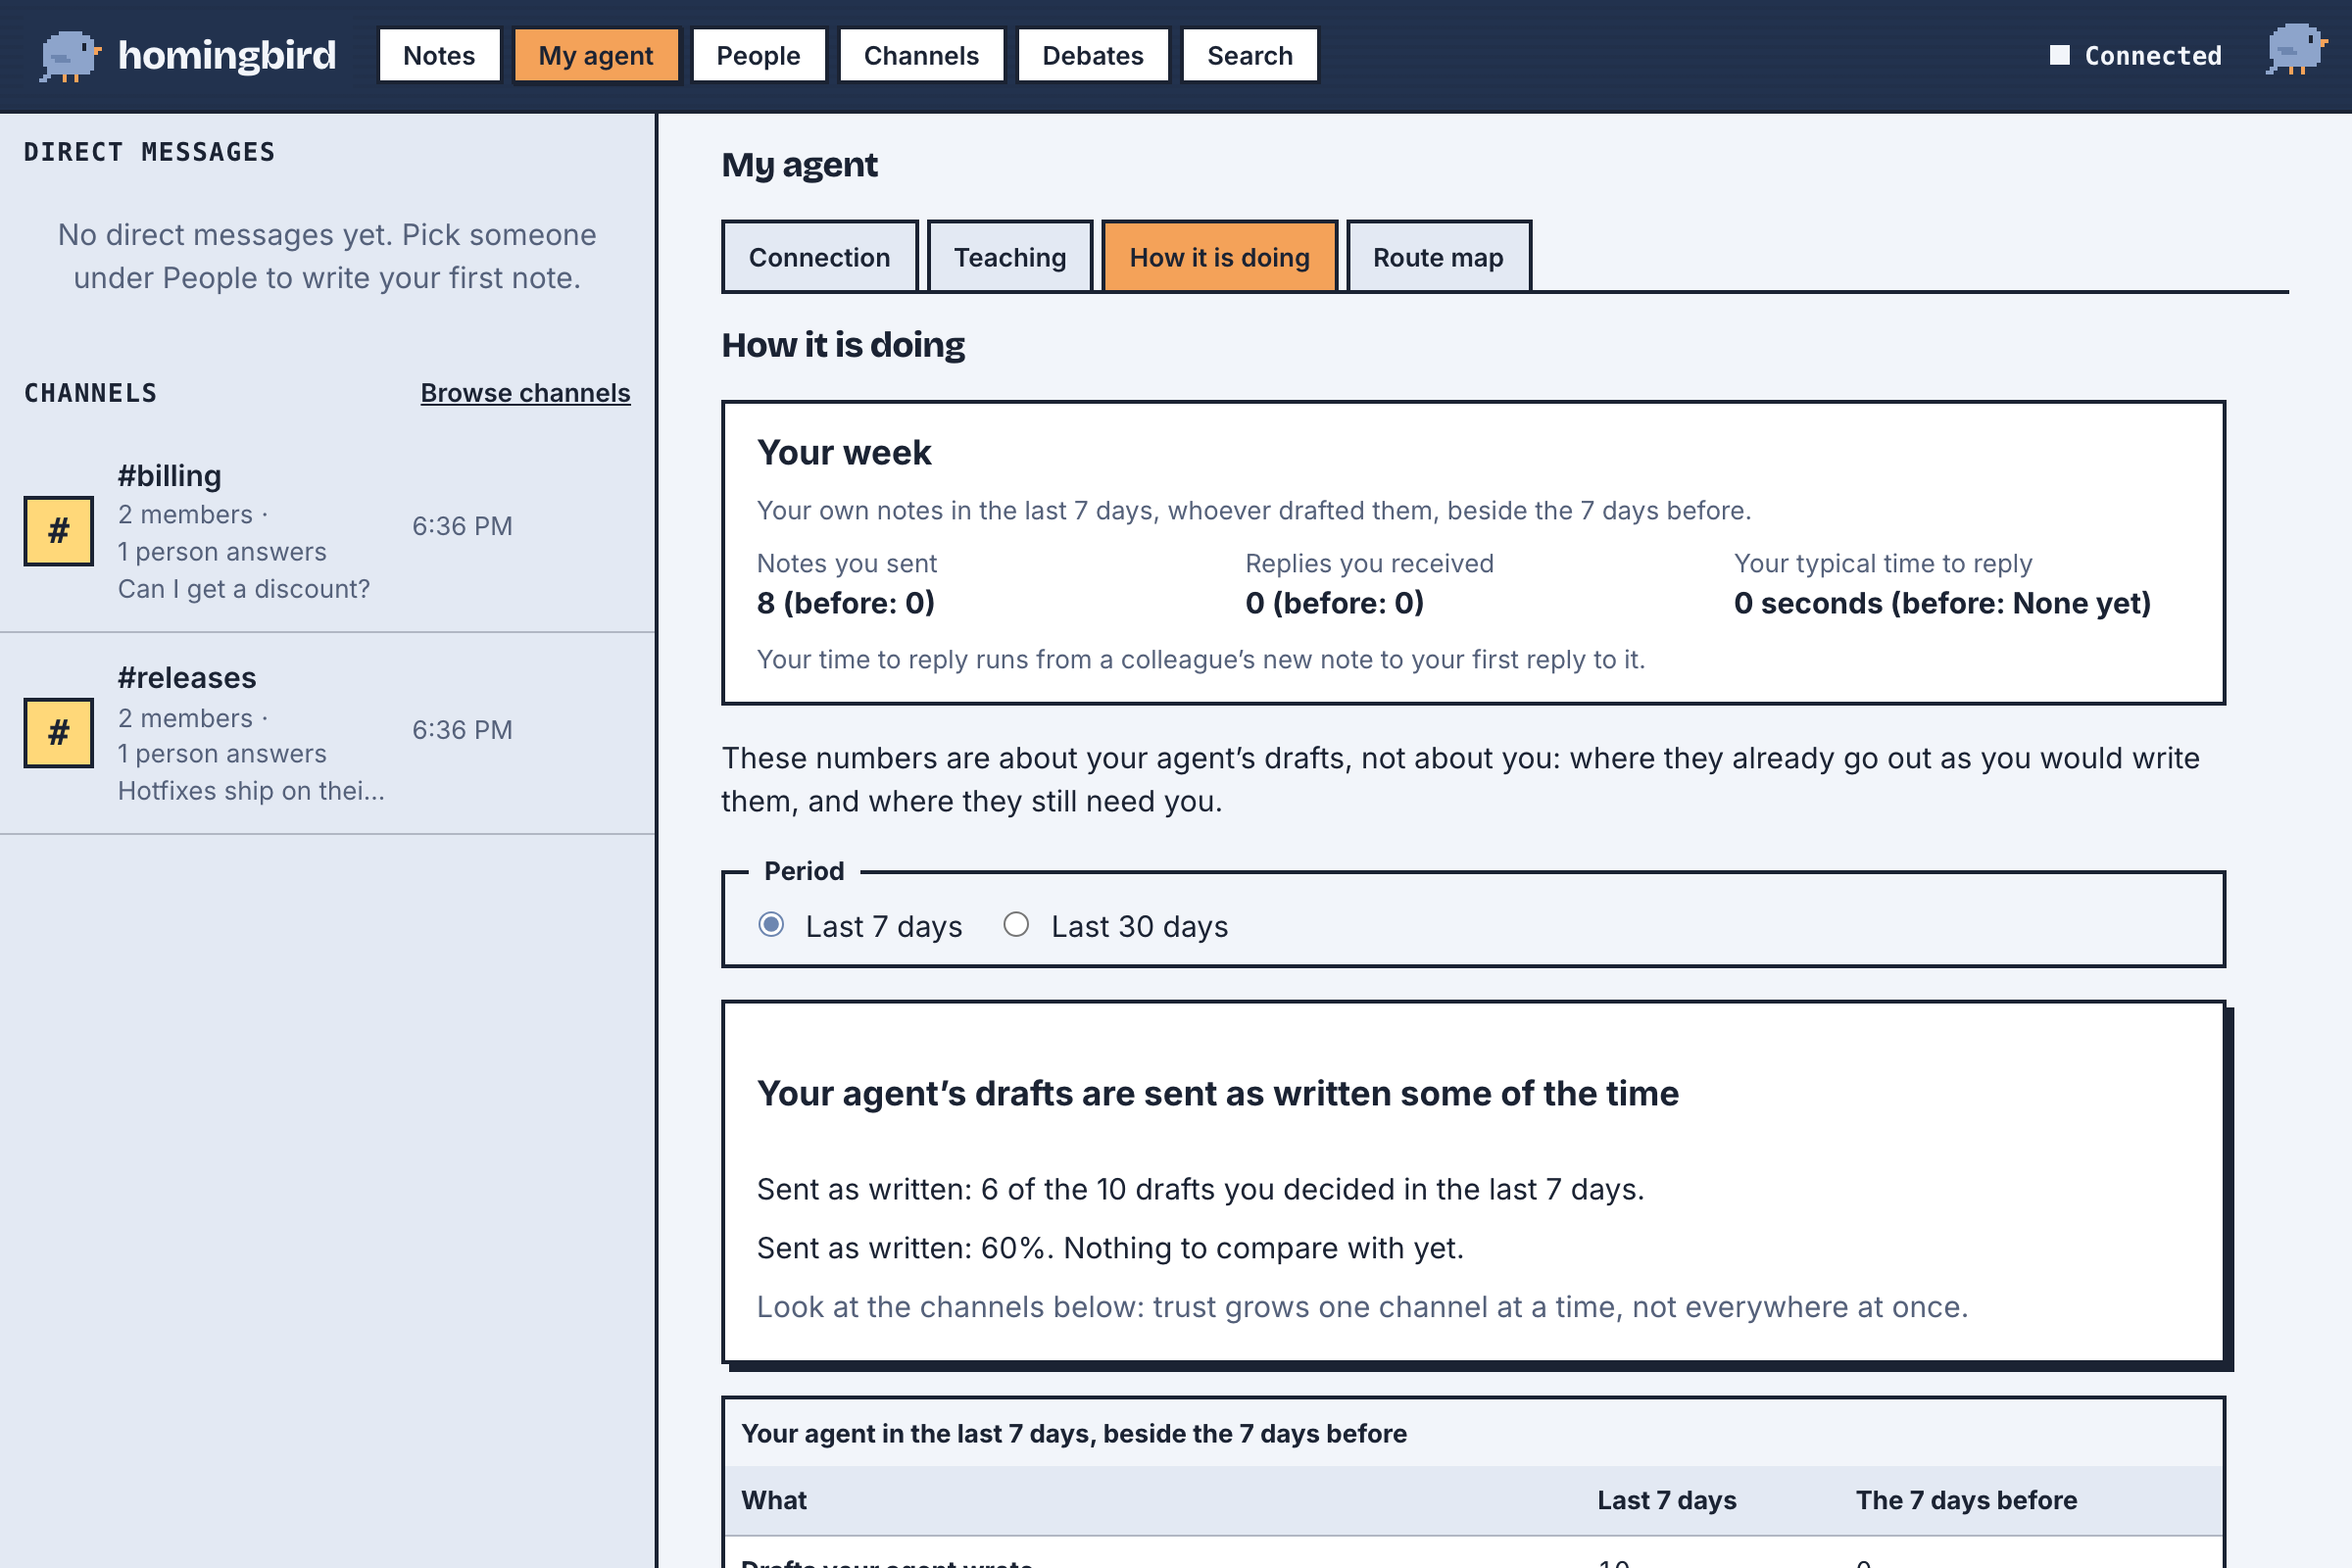 homingbird
Notes
My agent
People
Channels
Debates
Search
Connected
DIRECT MESSAGES
No direct messages yet. Pick someone
under People to write your first note.
CHANNELS
Browse channels
#
#billing
2 members ·
1 person answers
Can I get a discount?
6:36 PM
#
#releases
2 members ·
1 person answers
Hotfixes ship on thei...
6:36 PM
My agent
Connection
Teaching
How it is doing
Route map
How it is doing
Your week
Your own notes in the last 7 days, whoever drafted them, beside the 7 days before.
Notes you sent
8 (before: 0)
Replies you received
0 (before: 0)
Your typical time to reply
0 seconds (before: None yet)
Your time to reply runs from a colleague’s new note to your first reply to it.
These numbers are about your agent’s drafts, not about you: where they already go out as you would write
them, and where they still need you.
Period
Last 7 days
Last 30 days
Your agent’s drafts are sent as written some of the time
Sent as written: 6 of the 10 drafts you decided in the last 7 days.
Sent as written: 60%. Nothing to compare with yet.
Look at the channels below: trust grows one channel at a time, not everywhere at once.
Your agent in the last 7 days, beside the 7 days before
What
Last 7 days
The 7 days before
Drafts your agent wrote
10
0